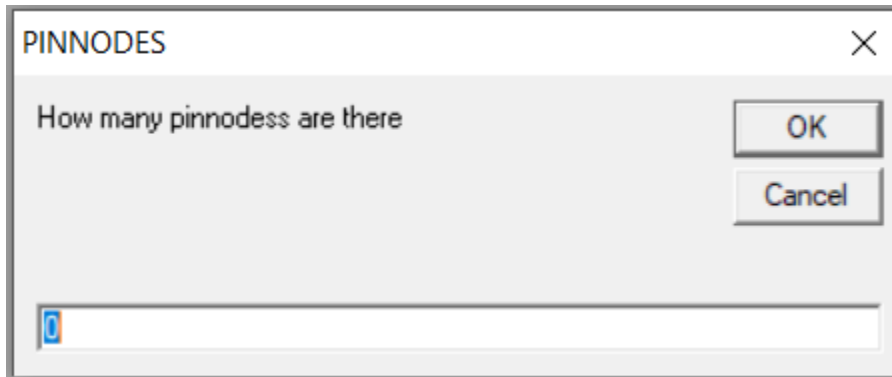 PINNODES
How many pinnodess are there
OK
Cancel
0